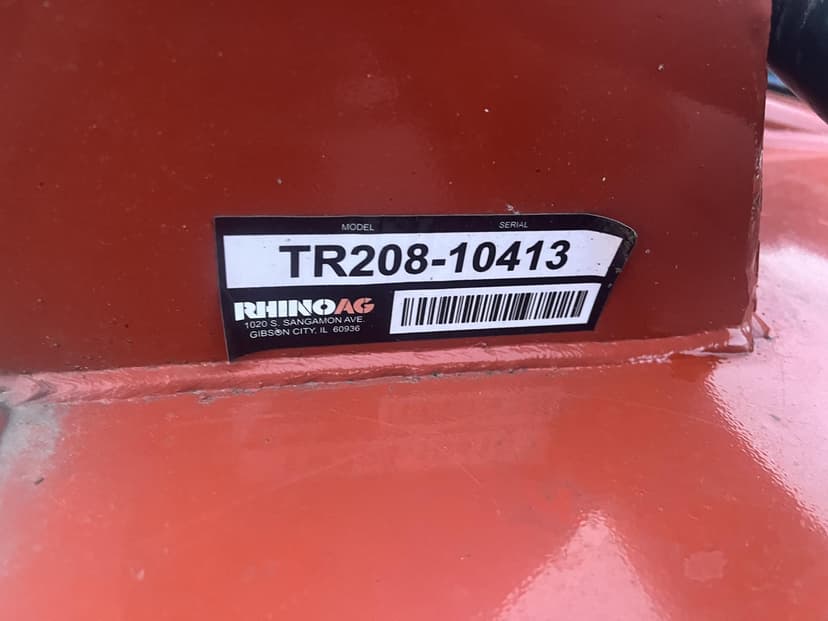 MODEL SERIAL
TR208-10413
RHINOAG
1020 S. SANGAMON AVE.
GIBSON CITY, IL 60936